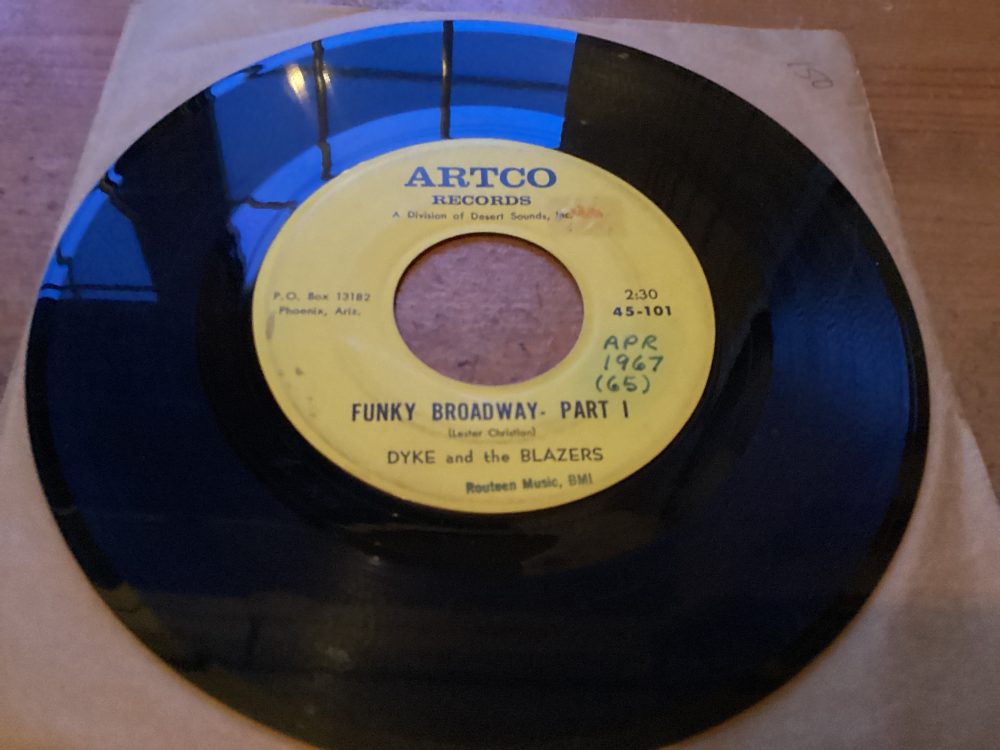 150
ARTCO
RECORDS
A Division of Desert Sounds, Inc.
P.O. Box 13182
Phoenix, Ariz.
2:30
45-101
APR
1967
(65)
FUNKY BROADWAY- PART I
(Lester Christian)
DYKE and the BLAZERS
Routeen Music, BMI